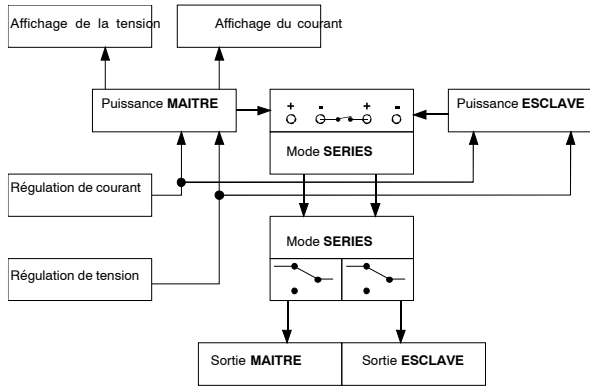 Affichage de la tension
Affichage du courant
Puissance MAITRE
+ - + -
Puissance ESCLAVE
Mode SERIES
Régulation de courant
Mode SERIES
Régulation de tension
Sortie MAITRE
Sortie ESCLAVE